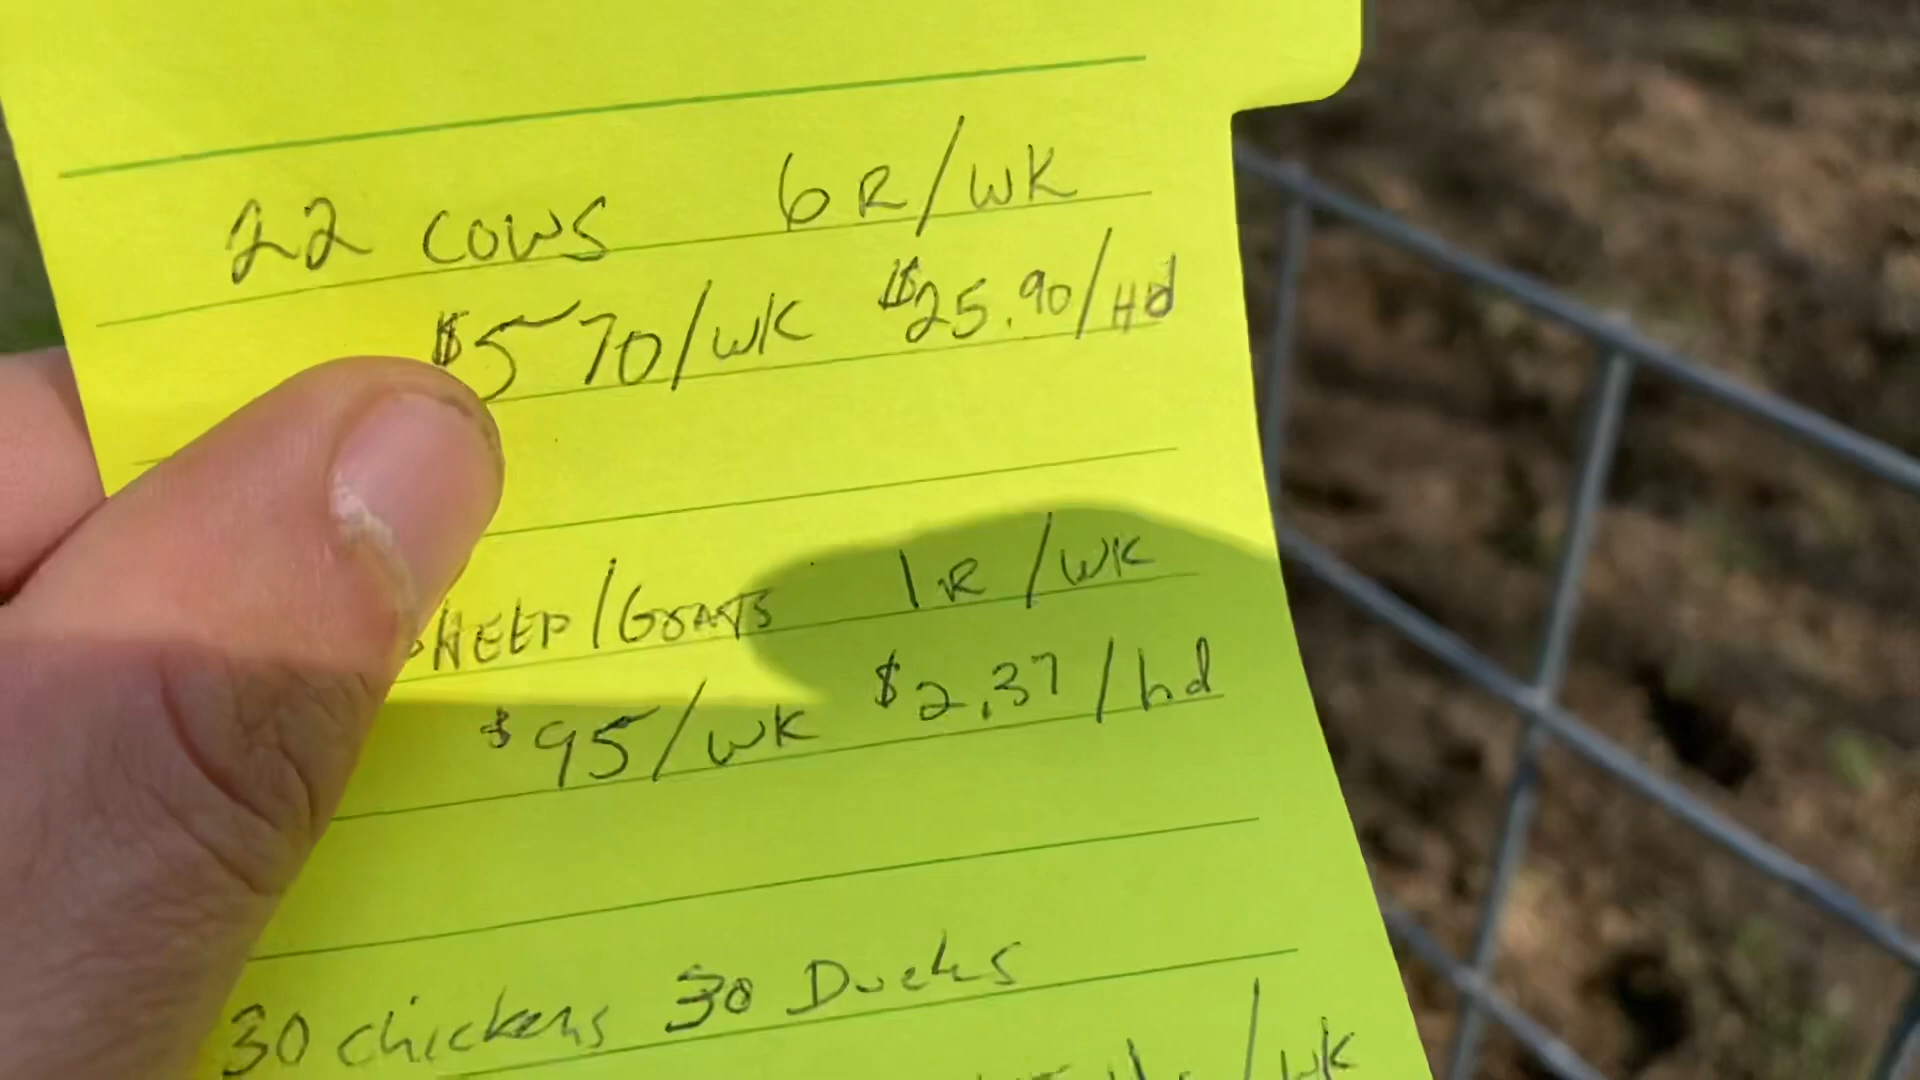 22 COWS 6R/WK
$570/WK $25.90/Hd
SHEEP/GOATS 1R/WK
$95/WK $2.37/hd
30 chickens 30 Ducks
/WK